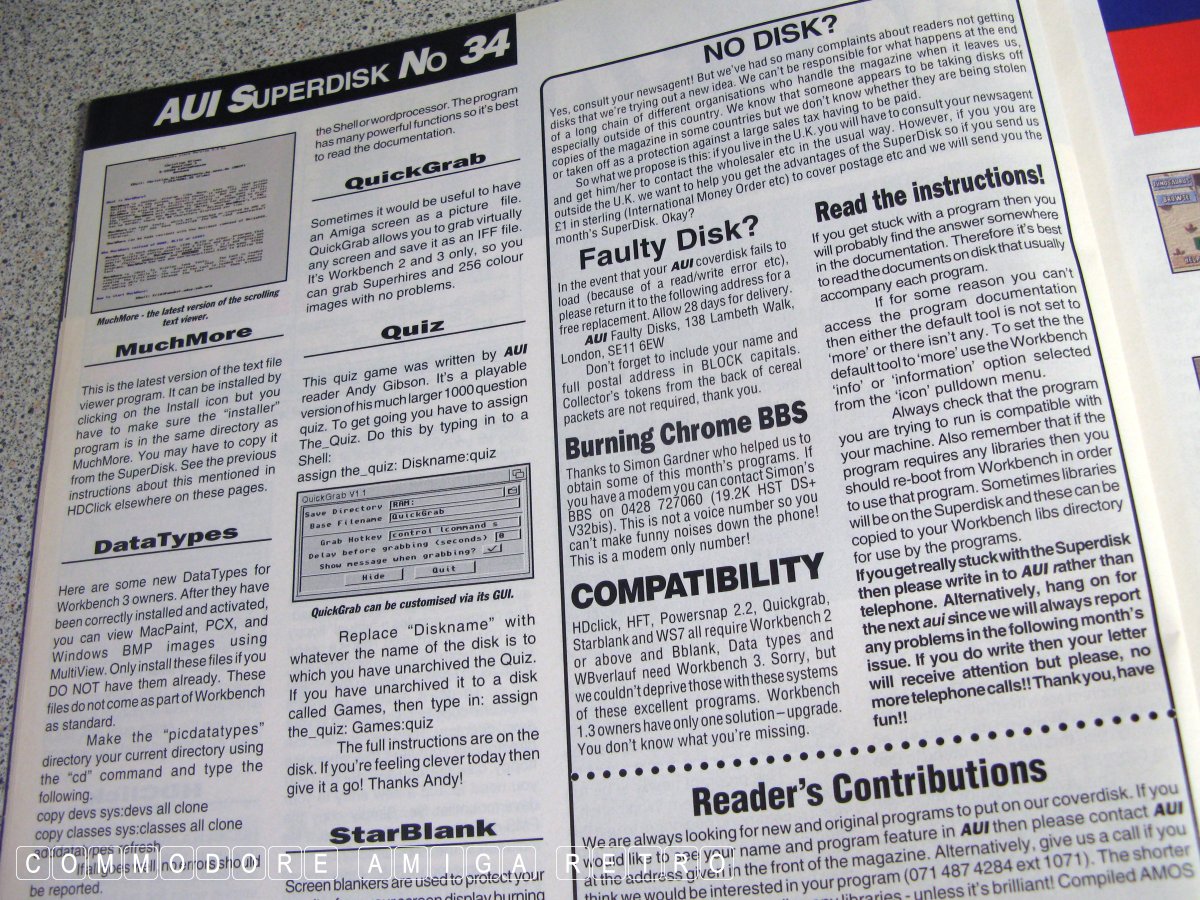 AUI SUPERDISK No 34
MuchMore - the latest version of the scrolling
text viewer.
MuchMore
This is the latest version of the text file
viewer program. It can be installed by
clicking on the Install icon but you
have to make sure the "installer"
program is in the same directory as
MuchMore. You may have to copy it
from the SuperDisk. See the previous
instructions about this mentioned in
HDClick elsewhere on these pages.
DataTypes
Here are some new DataTypes for
Workbench 3 owners. After they have
been correctly installed and activated,
you can view MacPaint, PCX, and
Windows BMP images using
MultiView. Only install these files if you
DO NOT have them already. These
files do not come as part of Workbench
as standard.
Make the "picdatatypes"
directory your current directory using
the "cd" command and type the
following.
copy devs sys:devs all clone
copy classes sys:classes all clone
adddatatypes refresh
If all goes well no errors should
be reported.
the Shell or wordprocessor. The program
has many powerful functions so it's best
to read the documentation.
QuickGrab
Sometimes it would be useful to have
an Amiga screen as a picture file.
QuickGrab allows you to grab virtually
any screen and save it as an IFF file.
It's Workbench 2 and 3 only, so you
can grab Superhires and 256 colour
images with no problems.
Quiz
This quiz game was written by AUI
reader Andy Gibson. It's a playable
version of his much larger 1000 question
quiz. To get going you have to assign
The_Quiz. Do this by typing in to a
Shell:
assign the_quiz: Diskname:quiz
QuickGrab V1.1
Save Directory RAM:
Base Filename QuickGrab
Grab Hotkey control lcommand s
Delay before grabbing (seconds) 0
Show message when grabbing?
Hide Quit
QuickGrab can be customised via its GUI.
Replace "Diskname" with
whatever the name of the disk is to
which you have unarchived the Quiz.
If you have unarchived it to a disk
called Games, then type in: assign
the_quiz: Games:quiz
The full instructions are on the
disk. If you're feeling clever today then
give it a go! Thanks Andy!
StarBlank
Screen blankers are used to protect your
screen display burning
NO DISK?
Yes, consult your newsagent! But we've had so many complaints about readers not getting
disks that we're trying out a new idea. We can't be responsible for what happens at the end
of a long chain of different organisations who handle the magazine when it leaves us,
especially outside of this country. We know that someone appears to be taking disks off
copies of the magazine in some countries but we don't know whether they are being stolen
or taken off as a protection against a large sales tax having to be paid.
So what we propose is this: if you live in the U.K. you will have to consult your newsagent
and get him/her to contact the wholesaler etc in the usual way. However, if you you are
outside the U.K. we want to help you get the advantages of the SuperDisk so if you send us
£1 in sterling (International Money Order etc) to cover postage etc and we will send you the
month's SuperDisk. Okay?
Faulty Disk?
In the event that your AUI coverdisk fails to
load (because of a read/write error etc),
please return it to the following address for a
free replacement. Allow 28 days for delivery.
AUI Faulty Disks, 138 Lambeth Walk,
London, SE11 6EW
Don't forget to include your name and
full postal address in BLOCK capitals.
Collector's tokens from the back of cereal
packets are not required, thank you.
Burning Chrome BBS
Thanks to Simon Gardner who helped us to
obtain some of this month's programs. If
you have a modem you can contact Simon's
BBS on 0428 727060 (19.2K HST DS+
V32bis). This is not a voice number so you
can't make funny noises down the phone!
This is a modem only number!
COMPATIBILITY
HDclick, HFT, Powersnap 2.2, Quickgrab,
Starblank and WS7 all require Workbench 2
or above and Bblank, Data types and
WBverlauf need Workbench 3. Sorry, but
we couldn't deprive those with these systems
of these excellent programs. Workbench
1.3 owners have only one solution – upgrade.
You don't know what you're missing.
Read the instructions!
If you get stuck with a program then you
will probably find the answer somewhere
in the documentation. Therefore it's best
to read the documents on disk that usually
accompany each program.
If for some reason you can't
access the program documentation
then either the default tool is not set to
'more' or there isn't any. To set the the
default tool to 'more' use the Workbench
'info' or 'information' option selected
from the 'icon' pulldown menu.
Always check that the program
you are trying to run is compatible with
your machine. Also remember that if the
program requires any libraries then you
should re-boot from Workbench in order
to use that program. Sometimes libraries
will be on the Superdisk and these can be
copied to your Workbench libs directory
for use by the programs.
If you get really stuck with the Superdisk
then please write in to AUI rather than
telephone. Alternatively, hang on for
the next aui since we will always report
any problems in the following month's
issue. If you do write then your letter
will receive attention but please, no
more telephone calls!! Thank you, have
fun!!
Reader's Contributions
We are always looking for new and original programs to put on our coverdisk. If you
would like to see your name and program feature in AUI then please contact AUI
at the address given in the front of the magazine. Alternatively, give us a call if you
think we would be interested in your program (071 487 4284 ext 1071). The shorter
libraries - unless it's brilliant! Compiled AMOS
BROWSE
COMMODORE AMIGA RETRO